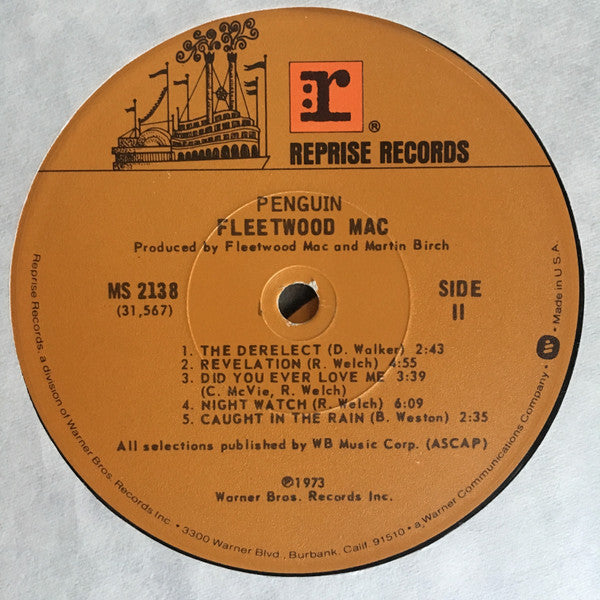 r ®
REPRISE RECORDS
PENGUIN
FLEETWOOD MAC
Produced by Fleetwood Mac and Martin Birch
MS 2138
(31,567)
SIDE
II
1. THE DERELECT (D. Walker) 2:43
2. REVELATION (R. Welch) 4:55
3. DID YOU EVER LOVE ME 3:39
(C. McVie, R. Welch)
4. NIGHT WATCH (R. Welch) 6:09
5. CAUGHT IN THE RAIN (B. Weston) 2:35
All selections published by WB Music Corp. (ASCAP)
℗1973
Warner Bros. Records Inc.
Reprise Records, a division of Warner Bros. Records Inc. • 3300 Warner Blvd., Burbank, Calif. 91510 • a Warner Communications Company • W • Made in U.S.A.